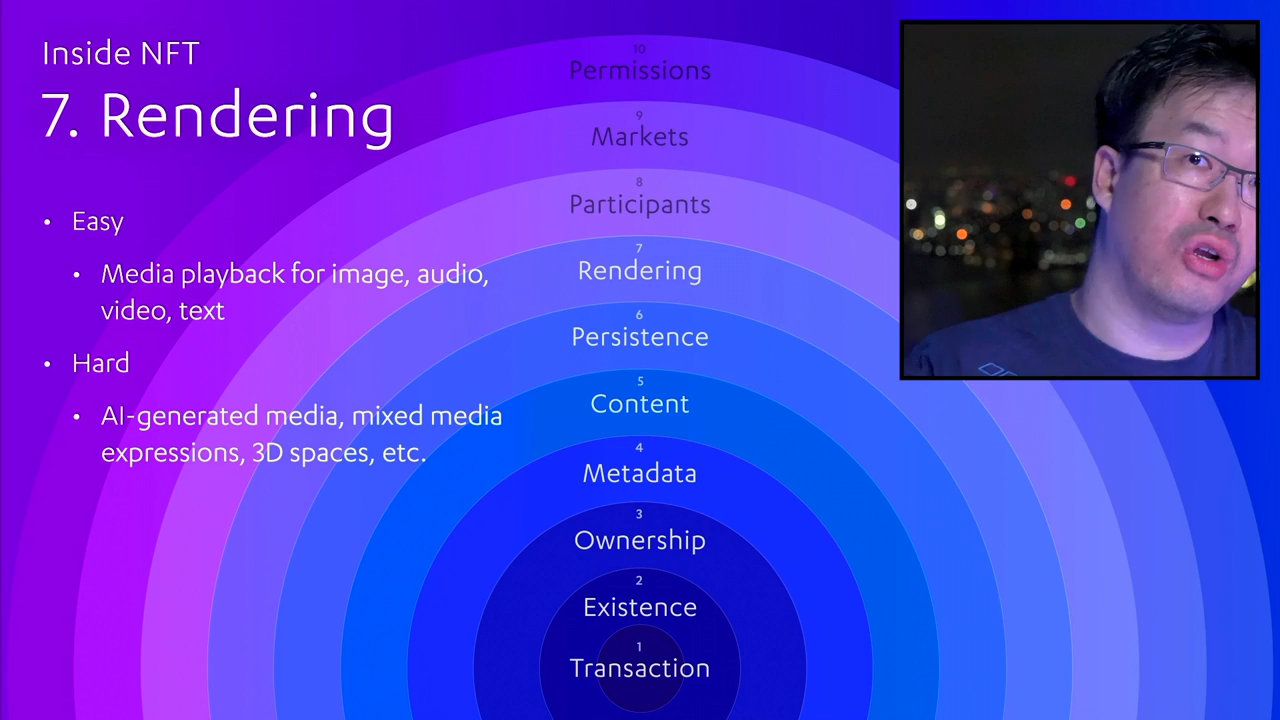 Inside NFT
7. Rendering
• Easy
• Media playback for image, audio,
video, text
• Hard
• AI-generated media, mixed media
expressions, 3D spaces, etc.
10
Permissions
9
Markets
8
Participants
7
Rendering
6
Persistence
5
Content
4
Metadata
3
Ownership
2
Existence
1
Transaction